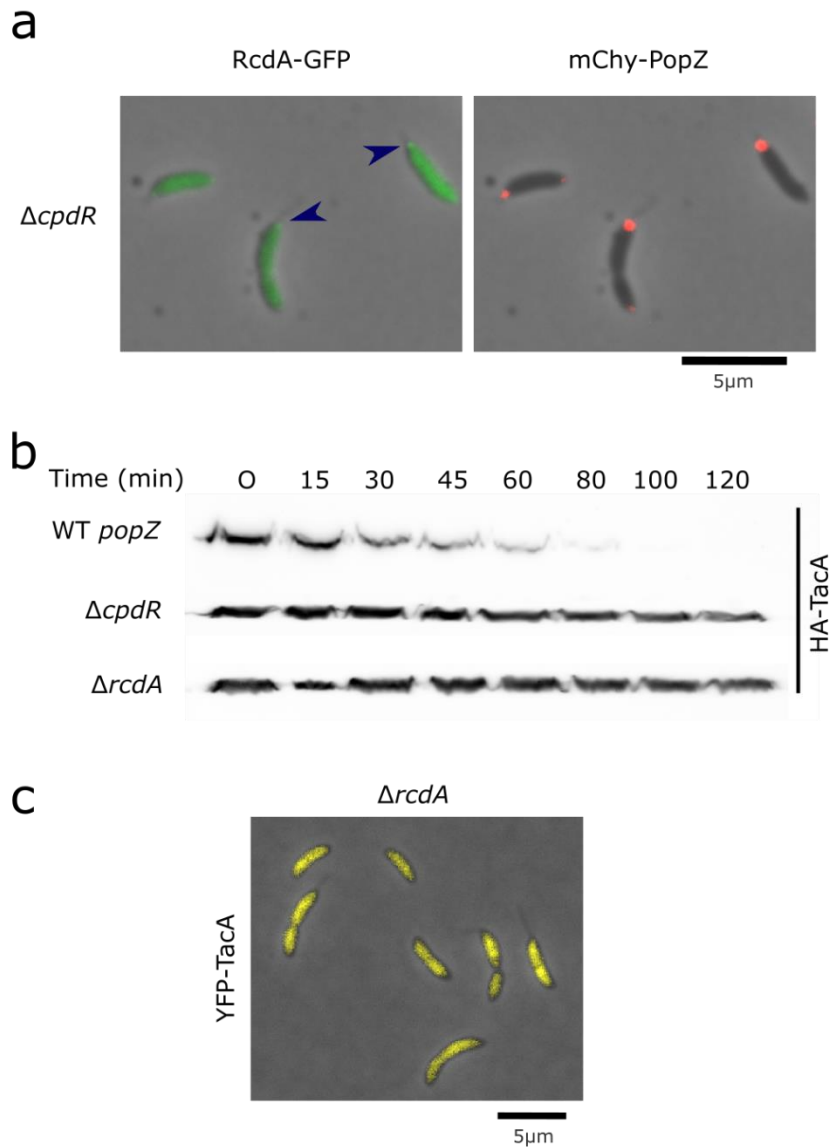 a
RcdA-GFP mChy-PopZ
ΔcpdR
5µm
b
Time (min) O 15 30 45 60 80 100 120
WT popZ
ΔcpdR
ΔrcdA
HA-TacA
c
ΔrcdA
YFP-TacA
5µm